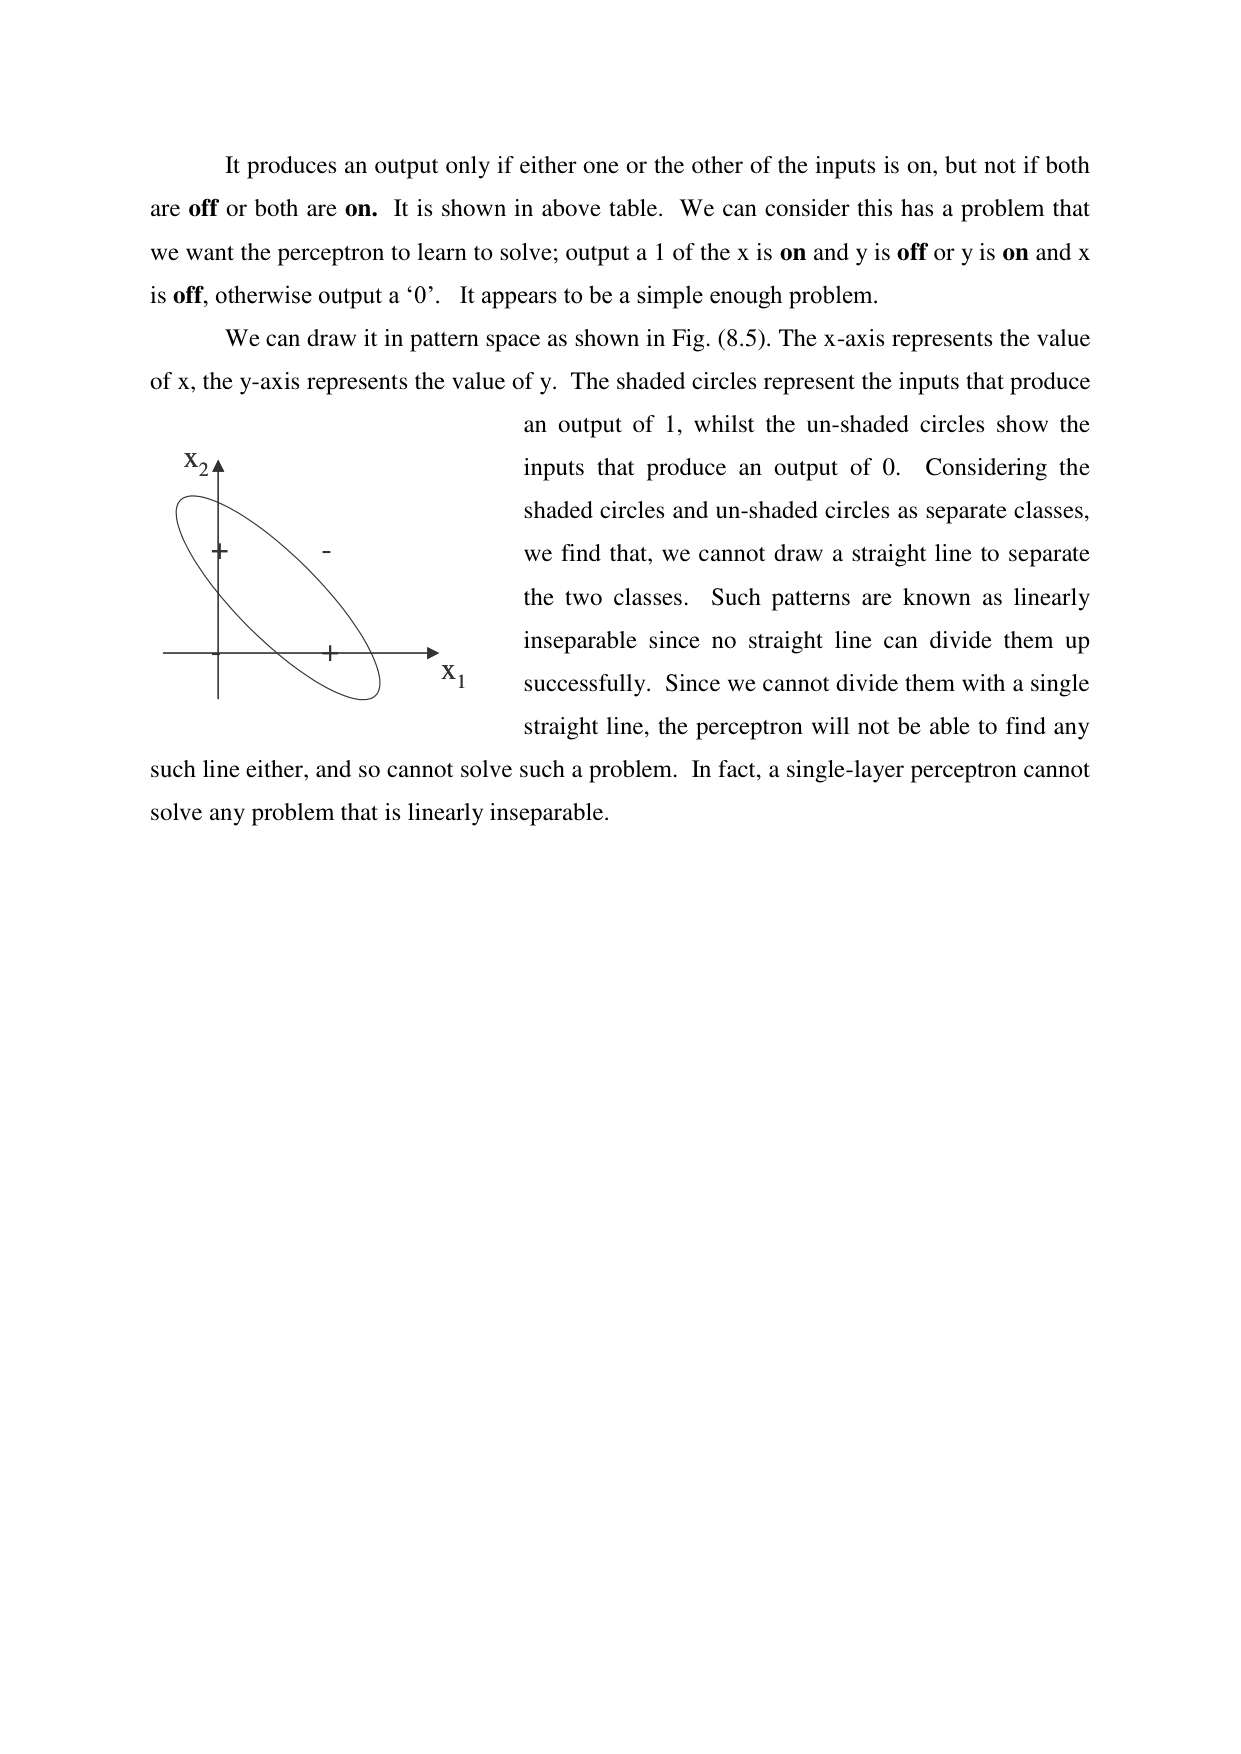 It produces an output only if either one or the other of the inputs is on, but not if both
are off or both are on. It is shown in above table. We can consider this has a problem that
we want the perceptron to learn to solve; output a 1 of the x is on and y is off or y is on and x
is off, otherwise output a ‘0’. It appears to be a simple enough problem.
We can draw it in pattern space as shown in Fig. (8.5). The x-axis represents the value
of x, the y-axis represents the value of y. The shaded circles represent the inputs that produce
an output of 1, whilst the un-shaded circles show the
inputs that produce an output of 0. Considering the
shaded circles and un-shaded circles as separate classes,
we find that, we cannot draw a straight line to separate
the two classes. Such patterns are known as linearly
inseparable since no straight line can divide them up
successfully. Since we cannot divide them with a single
straight line, the perceptron will not be able to find any
such line either, and so cannot solve such a problem. In fact, a single-layer perceptron cannot
solve any problem that is linearly inseparable.
x2
+ -
- +
x1